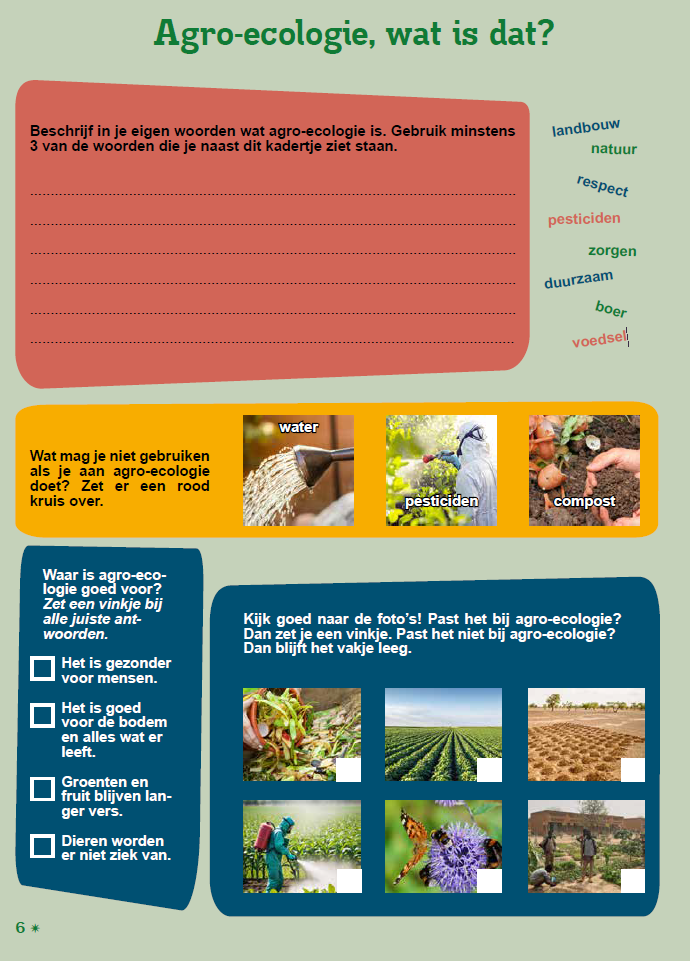 Agro-ecologie, wat is dat?
Beschrijf in je eigen woorden wat agro-ecologie is. Gebruik minstens
3 van de woorden die je naast dit kadertje ziet staan.
landbouw
natuur
respect
pesticiden
zorgen
duurzaam
boer
voedsel
Wat mag je niet gebruiken
als je aan agro-ecologie
doet? Zet er een rood
kruis over.
water
pesticiden
compost
Waar is agro-eco-
logie goed voor?
Zet een vinkje bij
alle juiste ant-
woorden.
Het is gezonder
voor mensen.
Het is goed
voor de bodem
en alles wat er
leeft.
Groenten en
fruit blijven lan-
ger vers.
Dieren worden
er niet ziek van.
Kijk goed naar de foto's! Past het bij agro-ecologie?
Dan zet je een vinkje. Past het niet bij agro-ecologie?
Dan blijft het vakje leeg.
6